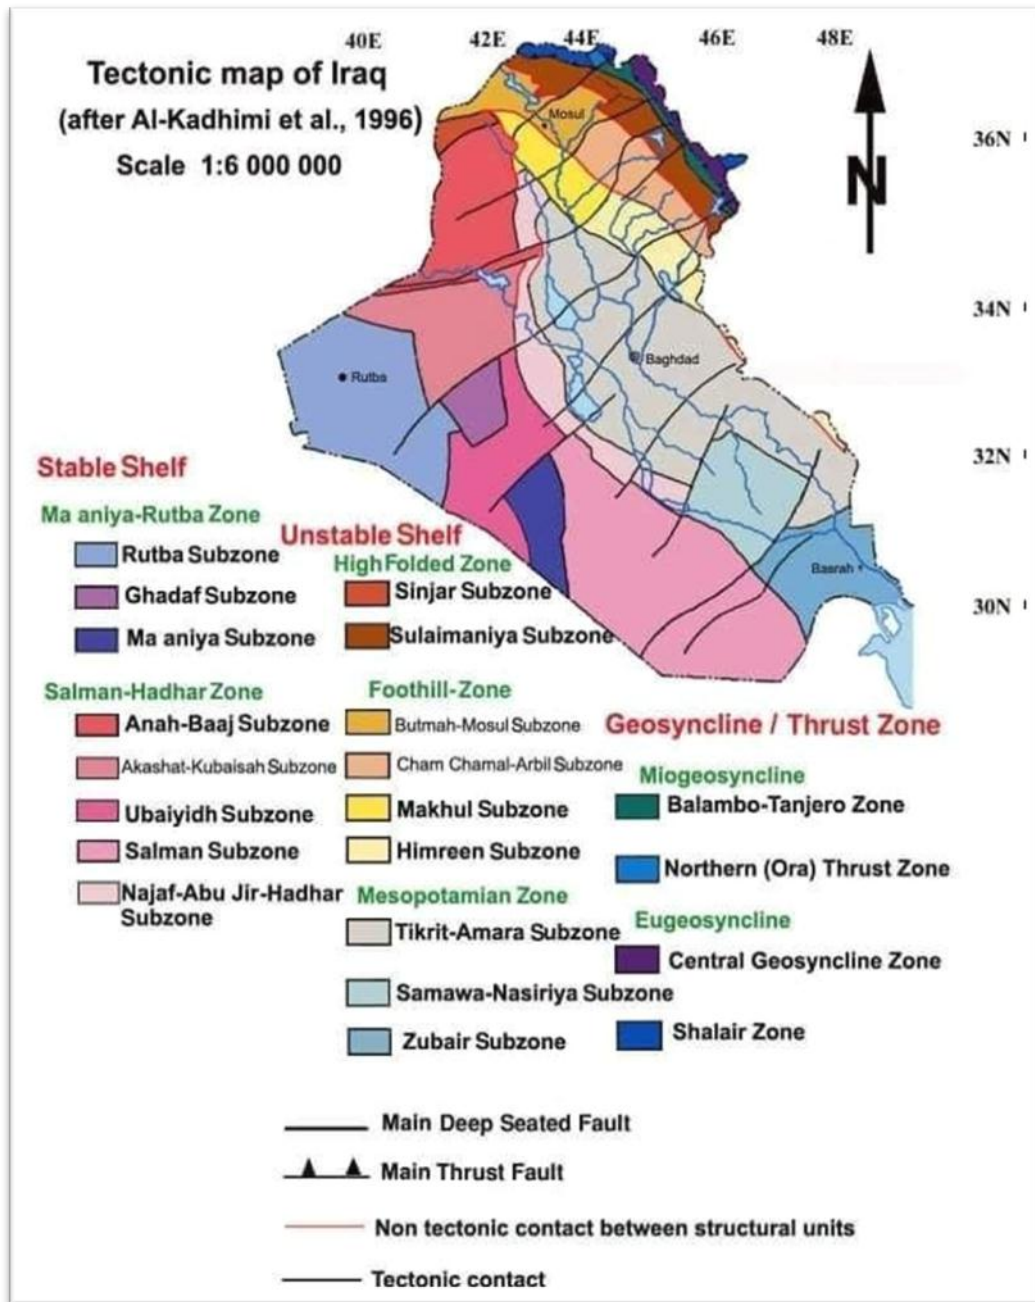 40E 42E 44E 46E 48E
Tectonic map of Iraq
(after Al-Kadhimi et al., 1996)
Scale 1:6 000 000
36N
34N
32N
30N
N
Mosul
Baghdad
Rutba
Basrah
Stable Shelf
Ma aniya-Rutba Zone
Rutba Subzone
Ghadaf Subzone
Ma aniya Subzone
Salman-Hadhar Zone
Anah-Baaj Subzone
Akashat-Kubaisah Subzone
Ubaiyidh Subzone
Salman Subzone
Najaf-Abu Jir-Hadhar
Subzone
Unstable Shelf
High Folded Zone
Sinjar Subzone
Sulaimaniya Subzone
Foothill-Zone
Butmah-Mosul Subzone
Cham Chamal-Arbil Subzone
Makhul Subzone
Himreen Subzone
Mesopotamian Zone
Tikrit-Amara Subzone
Samawa-Nasiriya Subzone
Zubair Subzone
Geosyncline / Thrust Zone
Miogeosyncline
Balambo-Tanjero Zone
Northern (Ora) Thrust Zone
Eugeosyncline
Central Geosyncline Zone
Shalair Zone
Main Deep Seated Fault
Main Thrust Fault
Non tectonic contact between structural units
Tectonic contact